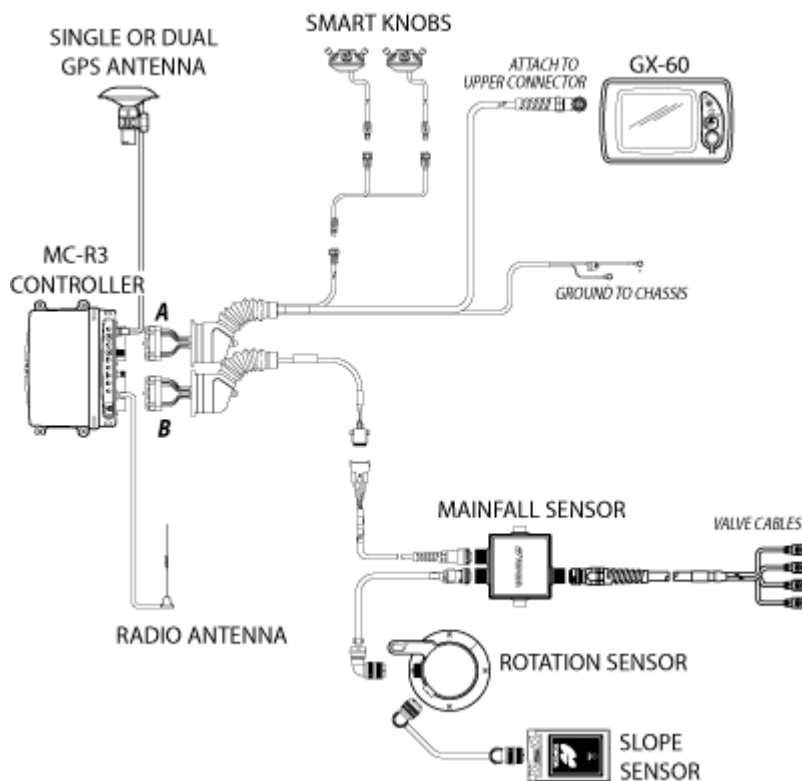 SMART KNOBS
SINGLE OR DUAL
GPS ANTENNA
ATTACH TO
UPPER CONNECTOR
GX-60
MC-R3
CONTROLLER
A
GROUND TO CHASSIS
B
MAINFALL SENSOR
VALVE CABLES
RADIO ANTENNA
ROTATION SENSOR
SLOPE
SENSOR